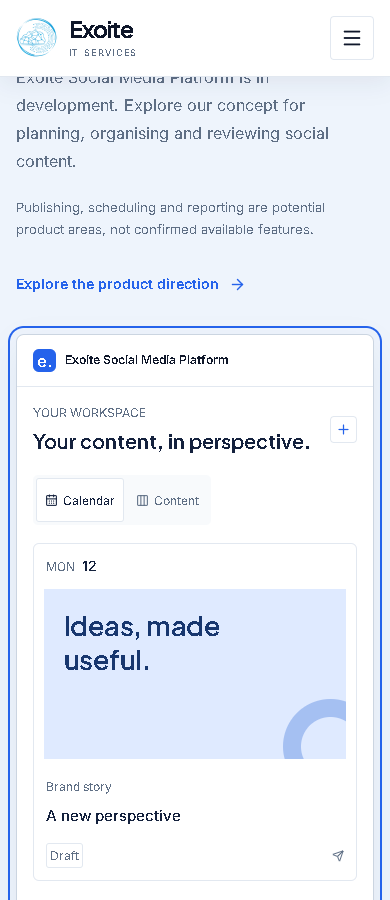 Exoite
IT SERVICES
Exoite Social Media Platform is in
development. Explore our concept for
planning, organising and reviewing social
content.
Publishing, scheduling and reporting are potential
product areas, not confirmed available features.
Explore the product direction
e. Exoite Social Media Platform
YOUR WORKSPACE
Your content, in perspective.
Calendar Content
MON 12
Ideas, made
useful.
Brand story
A new perspective
Draft